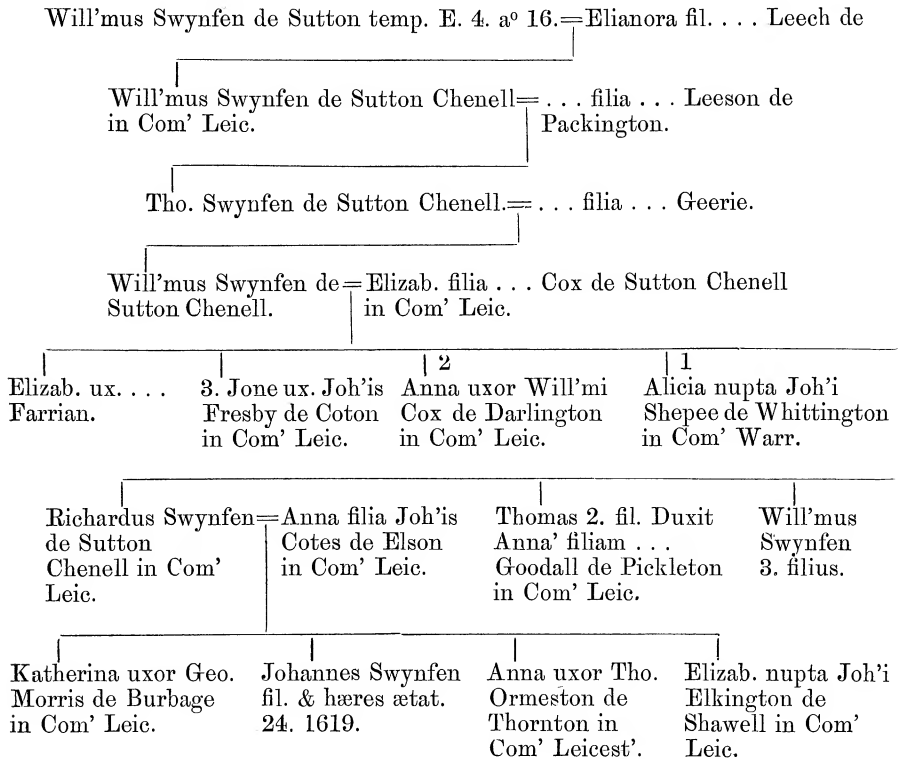 Will'mus Swynfen de Sutton temp. E. 4. aº 16.=Elianora fil. . . . Leech de
Will'mus Swynfen de Sutton Chenell= . . . filia . . . Leeson de
in Com' Leic.
Packington.
Tho. Swynfen de Sutton Chenell.= . . . filia . . . Geerie.
Will'mus Swynfen de=Elizab. filia . . . Cox de Sutton Chenell
Sutton Chenell.
in Com' Leic.
Elizab. ux. . . .
Farrian.
3. Jone ux. Joh'is
Fresby de Coton
in Com' Leic.
2
Anna uxor Will'mi
Cox de Darlington
in Com' Leic.
1
Alicia nupta Joh'i
Shepee de Whittington
in Com' Warr.
Richardus Swynfen=
de Sutton
Chenell in Com'
Leic.
Anna filia Joh'is
Cotes de Elson
in Com' Leic.
Thomas 2. fil. Duxit
Anna' filiam . . .
Goodall de Pickleton
in Com' Leic.
Will'mus
Swynfen
3. filius.
Katherina uxor Geo.
Morris de Burbage
in Com' Leic.
Johannes Swynfen
fil. & hæres ætat.
24. 1619.
Anna uxor Tho.
Ormeston de
Thornton in
Com' Leicest'.
Elizab. nupta Joh'i
Elkington de
Shawell in Com'
Leic.